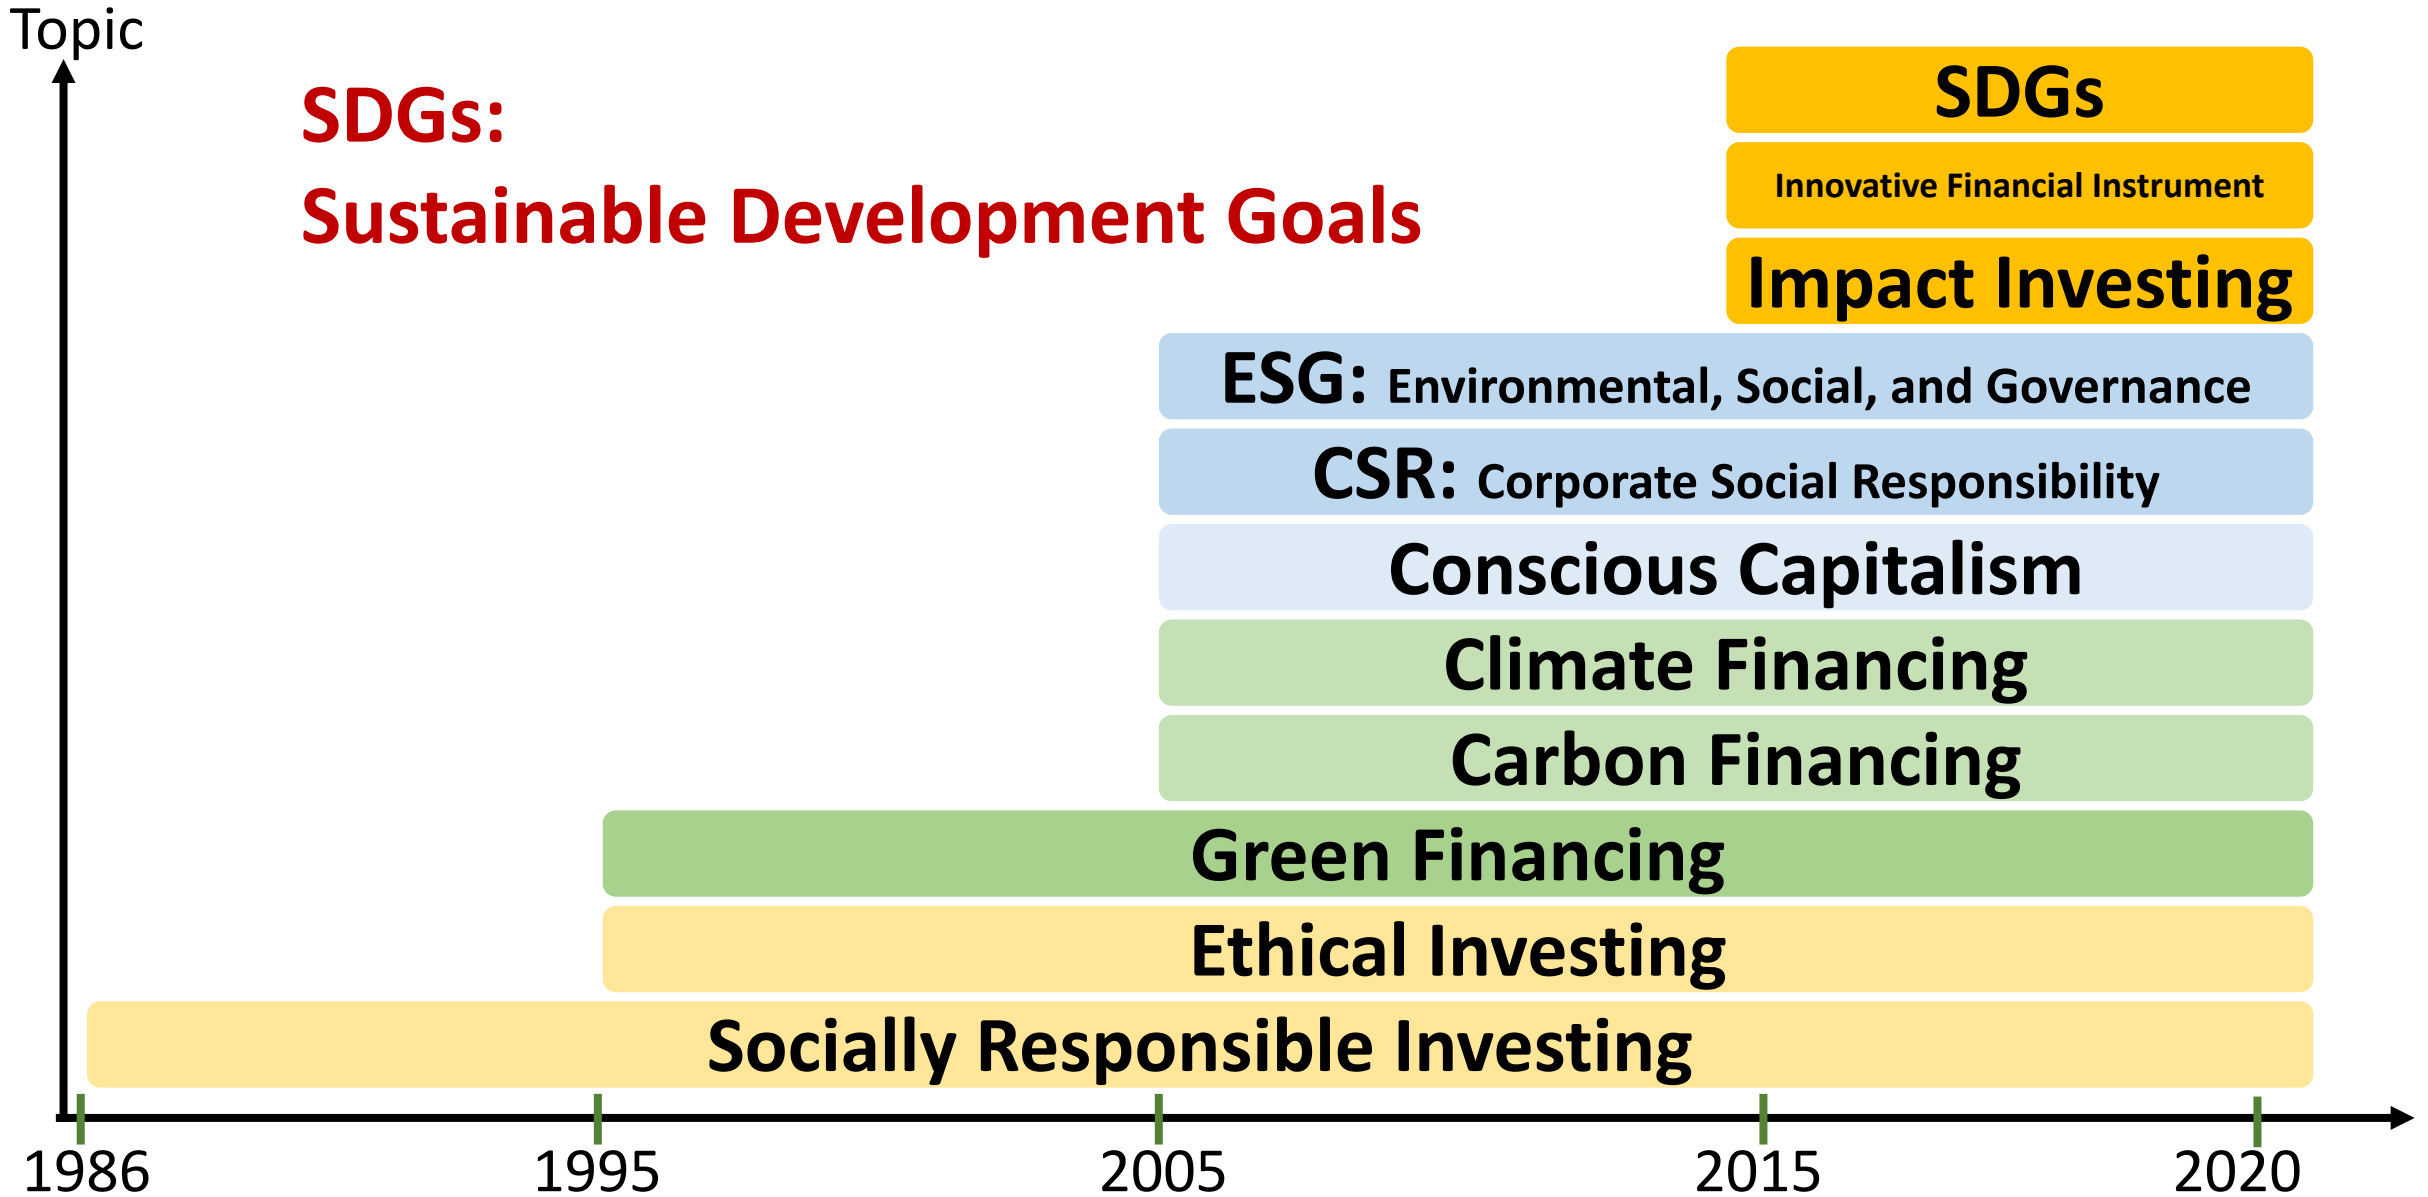 Topic
SDGs:
Sustainable Development Goals
SDGs
Innovative Financial Instrument
Impact Investing
ESG: Environmental, Social, and Governance
CSR: Corporate Social Responsibility
Conscious Capitalism
Climate Financing
Carbon Financing
Green Financing
Ethical Investing
Socially Responsible Investing
1986 1995 2005 2015 2020